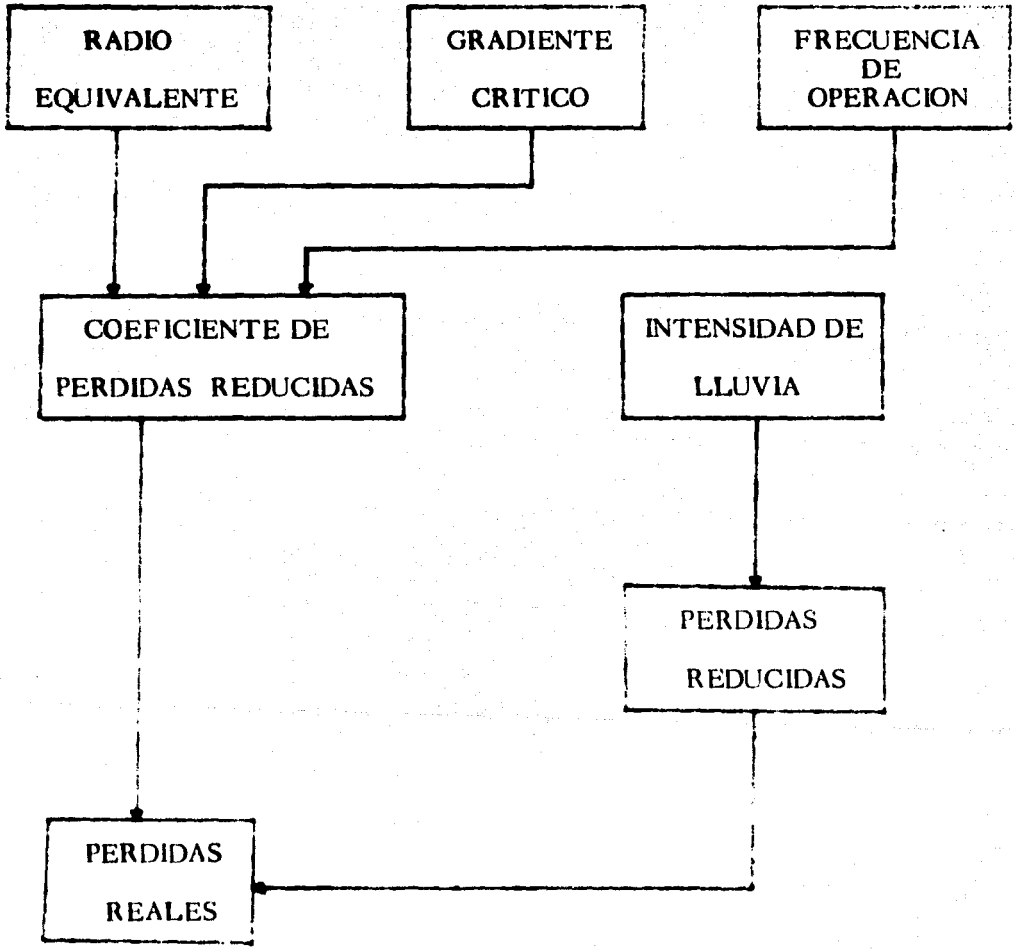 RADIO
EQUIVALENTE
GRADIENTE
CRITICO
FRECUENCIA
DE
OPERACION
COEFICIENTE DE
PERDIDAS REDUCIDAS
INTENSIDAD DE
LLUVIA
PERDIDAS
REDUCIDAS
PERDIDAS
REALES